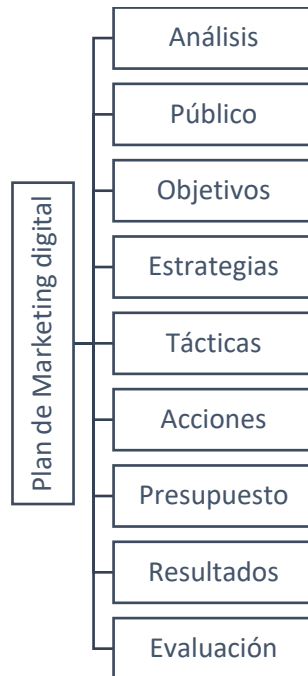 Plan de Marketing digital
Análisis
Público
Objetivos
Estrategias
Tácticas
Acciones
Presupuesto
Resultados
Evaluación